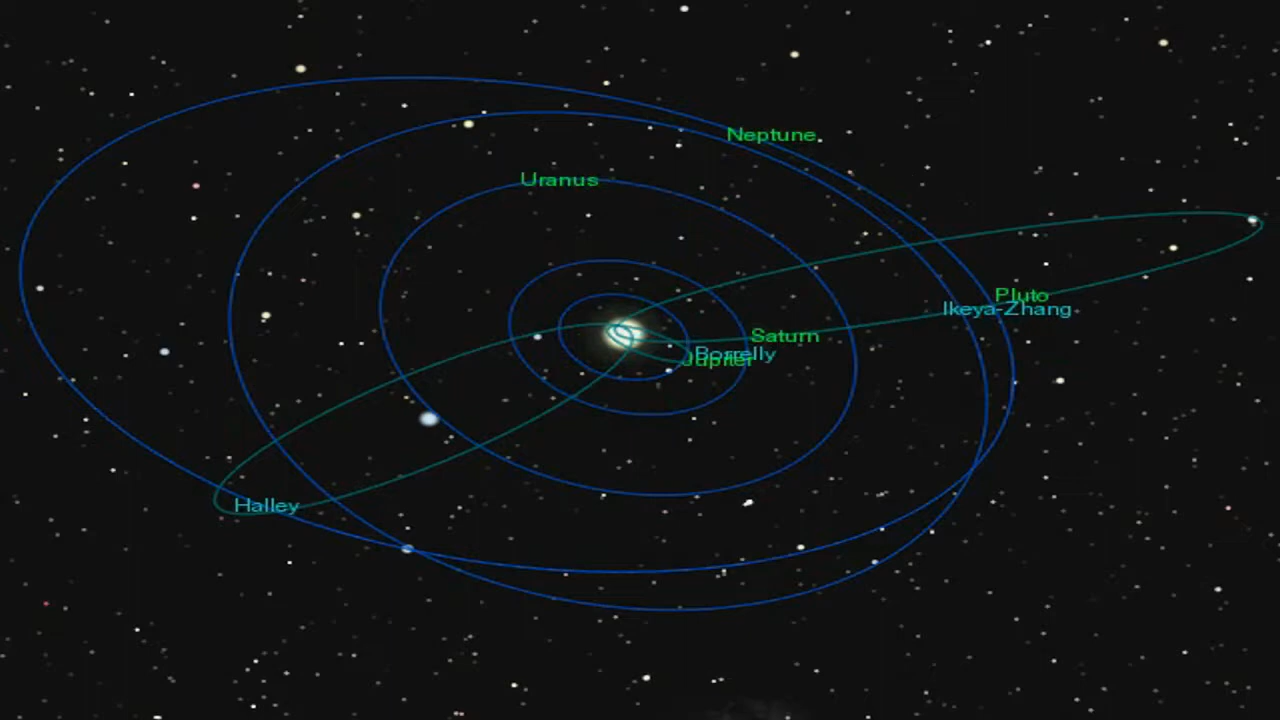 Neptune
Uranus
Pluto
Ikeya-Zhang
Saturn
Borrelly
Jupiter
Halley